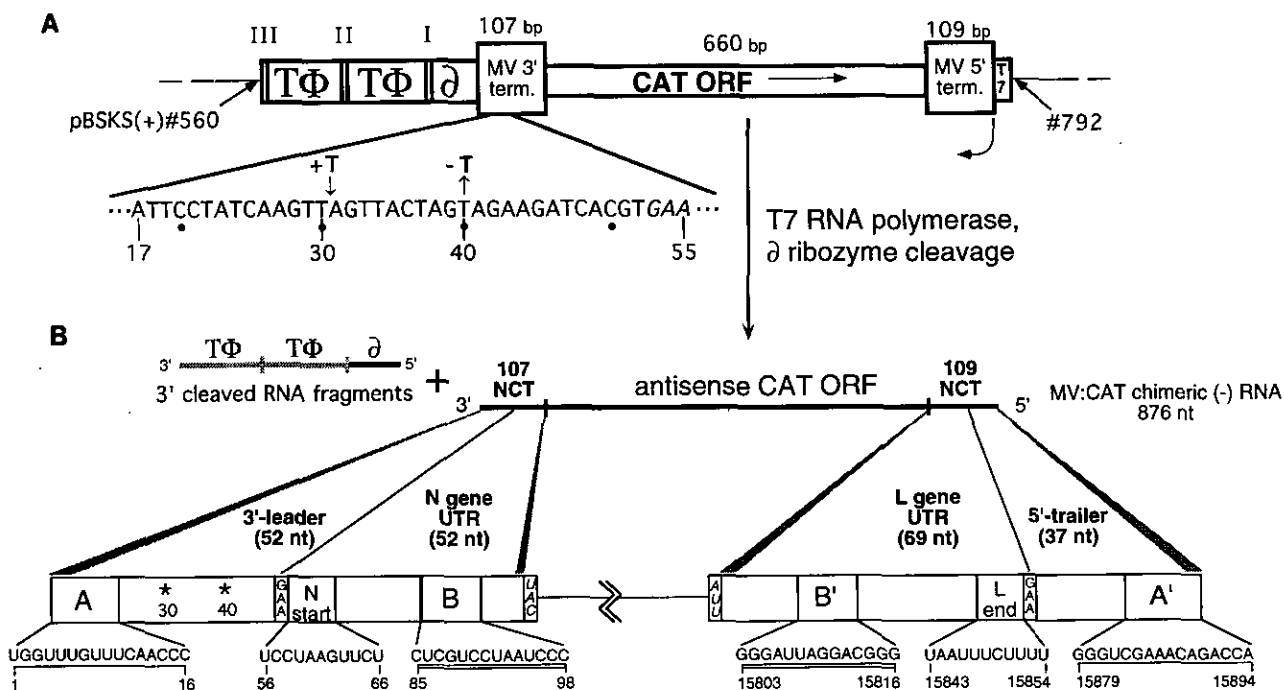 A
III II I
107 bp
660 bp
109 bp
TΦ TΦ ∂
MV 3' term.
CAT ORF
MV 5' term.
T7
pBSKS(+)#560
#792
+T
-T
···ATTCCTATCAAGTTAGTTACTAGTAGAAGATCACGTGAA···
17 30 40 55
T7 RNA polymerase,
∂ ribozyme cleavage
B
TΦ TΦ ∂
3' 5'
3' cleaved RNA fragments
+
107 NCT
antisense CAT ORF
109 NCT
3' 5'
MV:CAT chimeric (-) RNA
876 nt
3'-leader
(52 nt)
N gene
UTR
(52 nt)
L gene
UTR
(69 nt)
5'-trailer
(37 nt)
A
* *
30 40
GAA
N start
B
UAC
AUU
B'
L end
GAA
A'
UGGUUUGUUUCAACCC
1 16
UCCUAAGUUCU
56 66
CUCGUCCUAAUCCC
85 98
GGGAUUAGGACGGG
15803 15816
UAAUUUCUUUU
15843 15854
GGGUCGAAACAGACCA
15879 15894